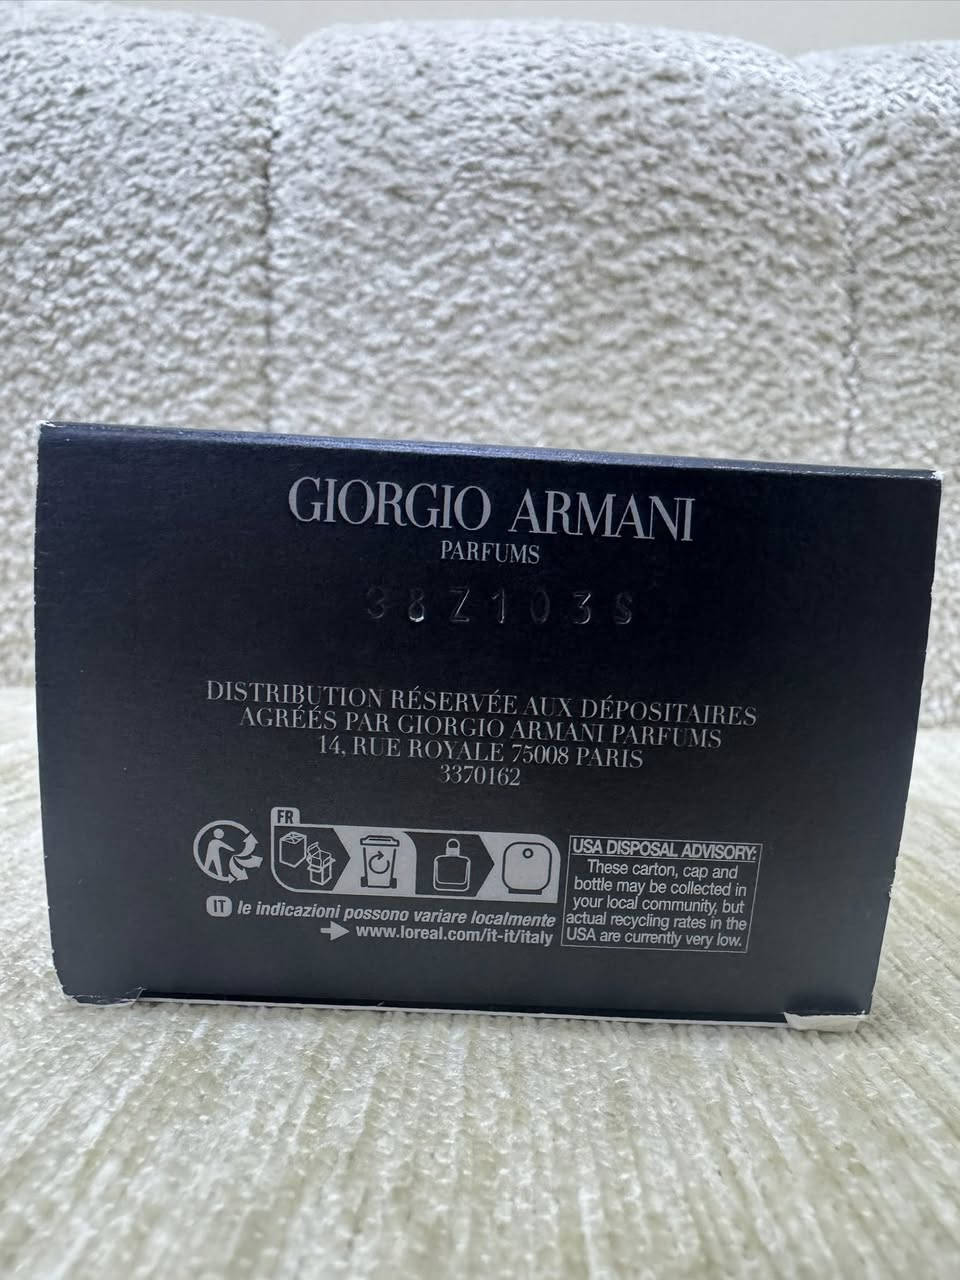 GIORGIO ARMANI
PARFUMS
38Z103S
DISTRIBUTION RÉSERVÉE AUX DÉPOSITAIRES
AGRÉÉS PAR GIORGIO ARMANI PARFUMS
14, RUE ROYALE 75008 PARIS
3370162
FR
IT le indicazioni possono variare localmente
www.loreal.com/it-it/italy
USA DISPOSAL ADVISORY:
These carton, cap and
bottle may be collected in
your local community, but
actual recycling rates in the
USA are currently very low.